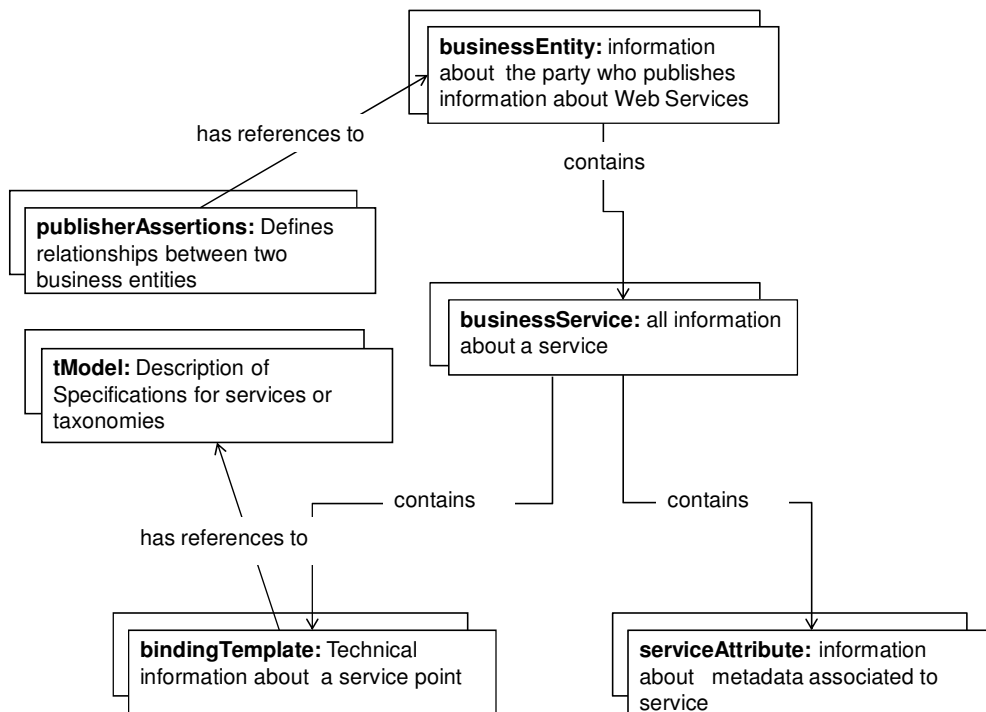 businessEntity: information
about the party who publishes
information about Web Services
has references to
contains
publisherAssertions: Defines
relationships between two
business entities
businessService: all information
about a service
tModel: Description of
Specifications for services or
taxonomies
contains
contains
has references to
bindingTemplate: Technical
information about a service point
serviceAttribute: information
about metadata associated to
service